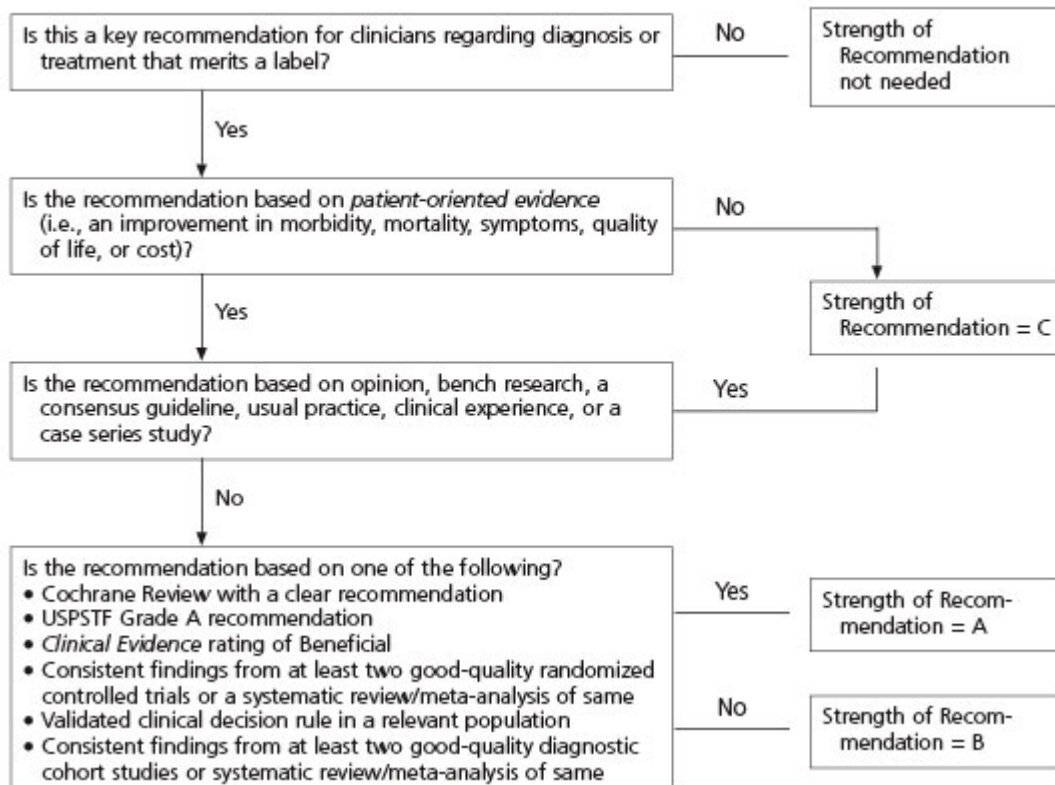 Is this a key recommendation for clinicians regarding diagnosis or
treatment that merits a label?
No
Strength of
Recommendation
not needed
Yes
Is the recommendation based on patient-oriented evidence
(i.e., an improvement in morbidity, mortality, symptoms, quality
of life, or cost)?
No
Strength of
Recommendation = C
Yes
Is the recommendation based on opinion, bench research, a
consensus guideline, usual practice, clinical experience, or a
case series study?
Yes
No
Is the recommendation based on one of the following?
• Cochrane Review with a clear recommendation
• USPSTF Grade A recommendation
• Clinical Evidence rating of Beneficial
• Consistent findings from at least two good-quality randomized
controlled trials or a systematic review/meta-analysis of same
• Validated clinical decision rule in a relevant population
• Consistent findings from at least two good-quality diagnostic
cohort studies or systematic review/meta-analysis of same
Yes
Strength of Recom-
mendation = A
No
Strength of Recom-
mendation = B